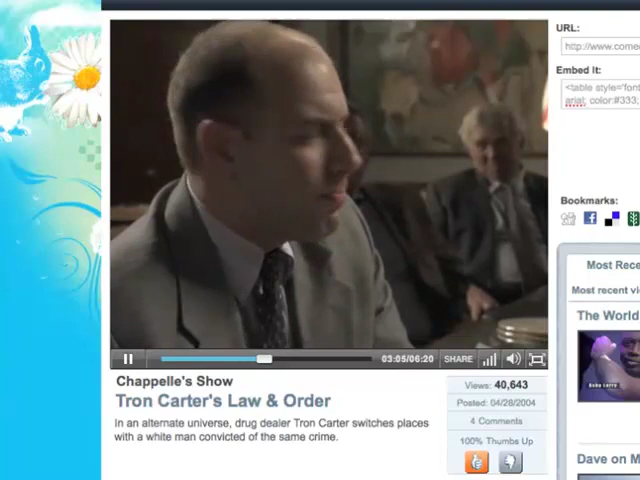 URL:
http://www.come
Embed It:
<table style='font
arial; color:#333;
Bookmarks:
Most Rece
Most recent vi
The World
03:05/06:20 SHARE
Chappelle's Show
Tron Carter's Law & Order
In an alternate universe, drug dealer Tron Carter switches places
with a white man convicted of the same crime.
Views: 40,643
Posted: 04/28/2004
4 Comments
100% Thumbs Up
Dave on M